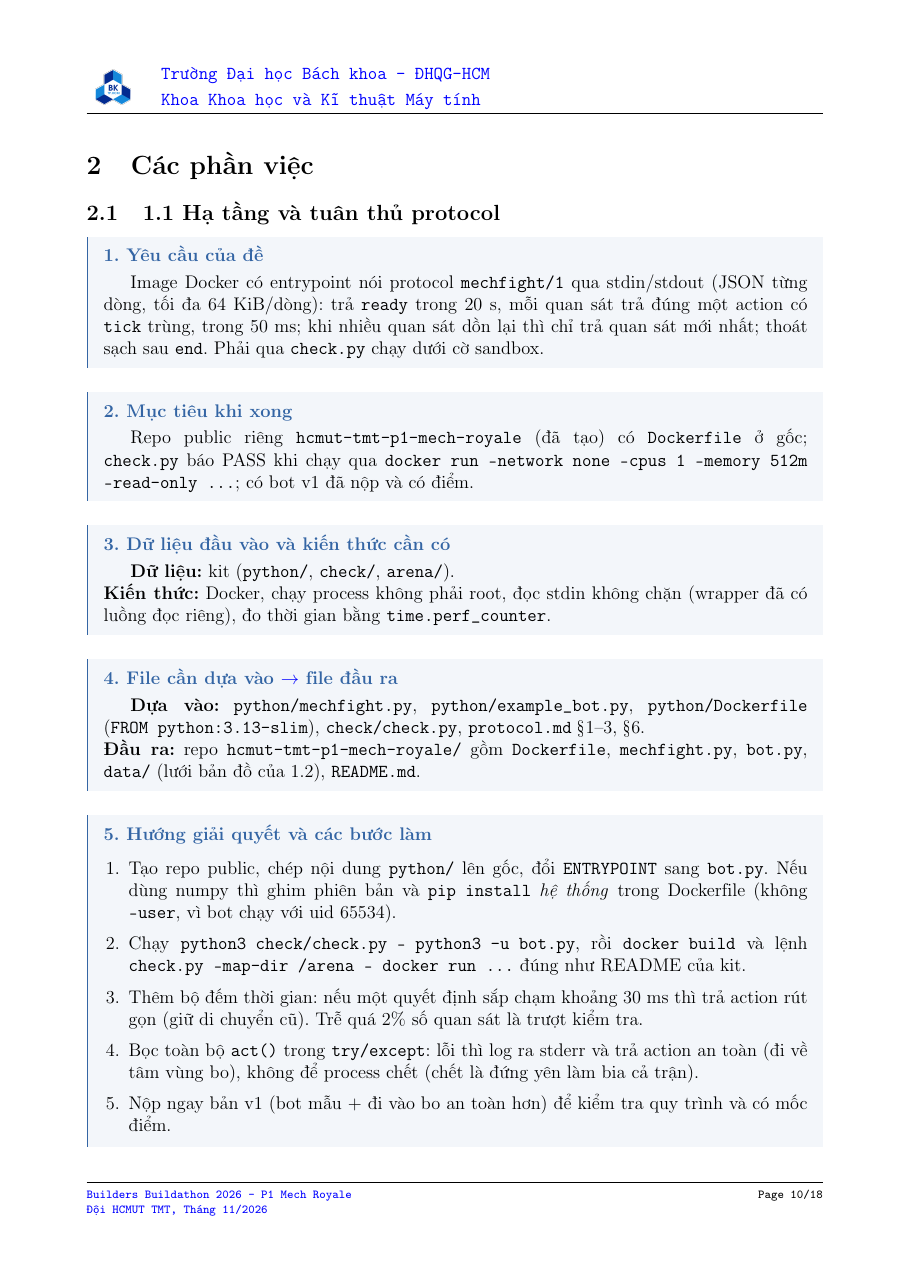 BK
Trường Đại học Bách khoa - ĐHQG-HCM
Khoa Khoa học và Kĩ thuật Máy tính
2 Các phần việc
2.1 1.1 Hạ tầng và tuân thủ protocol
1. Yêu cầu của đề
Image Docker có entrypoint nói protocol mechfight/1 qua stdin/stdout (JSON từng
dòng, tối đa 64 KiB/dòng): trả ready trong 20 s, mỗi quan sát trả đúng một action có
tick trùng, trong 50 ms; khi nhiều quan sát dồn lại thì chỉ trả quan sát mới nhất; thoát
sạch sau end. Phải qua check.py chạy dưới cờ sandbox.
2. Mục tiêu khi xong
Repo public riêng hcmut-tmt-p1-mech-royale (đã tạo) có Dockerfile ở gốc;
check.py báo PASS khi chạy qua docker run -network none -cpus 1 -memory 512m
-read-only ...; có bot v1 đã nộp và có điểm.
3. Dữ liệu đầu vào và kiến thức cần có
Dữ liệu: kit (python/, check/, arena/).
Kiến thức: Docker, chạy process không phải root, đọc stdin không chặn (wrapper đã có
luồng đọc riêng), đo thời gian bằng time.perf_counter.
4. File cần dựa vào → file đầu ra
Dựa vào: python/mechfight.py, python/example_bot.py, python/Dockerfile
(FROM python:3.13-slim), check/check.py, protocol.md §1–3, §6.
Đầu ra: repo hcmut-tmt-p1-mech-royale/ gồm Dockerfile, mechfight.py, bot.py,
data/ (lưới bản đồ của 1.2), README.md.
5. Hướng giải quyết và các bước làm
1. Tạo repo public, chép nội dung python/ lên gốc, đổi ENTRYPOINT sang bot.py. Nếu
dùng numpy thì ghim phiên bản và pip install hệ thống trong Dockerfile (không
-user, vì bot chạy với uid 65534).
2. Chạy python3 check/check.py - python3 -u bot.py, rồi docker build và lệnh
check.py -map-dir /arena - docker run ... đúng như README của kit.
3. Thêm bộ đếm thời gian: nếu một quyết định sắp chạm khoảng 30 ms thì trả action rút
gọn (giữ di chuyển cũ). Trễ quá 2% số quan sát là trượt kiểm tra.
4. Bọc toàn bộ act() trong try/except: lỗi thì log ra stderr và trả action an toàn (đi về
tâm vùng bo), không để process chết (chết là đứng yên làm bia cả trận).
5. Nộp ngay bản v1 (bot mẫu + đi vào bo an toàn hơn) để kiểm tra quy trình và có mốc
điểm.
Builders Buildathon 2026 - P1 Mech Royale
Page 10/18
Đội HCMUT TMT, Tháng 11/2026